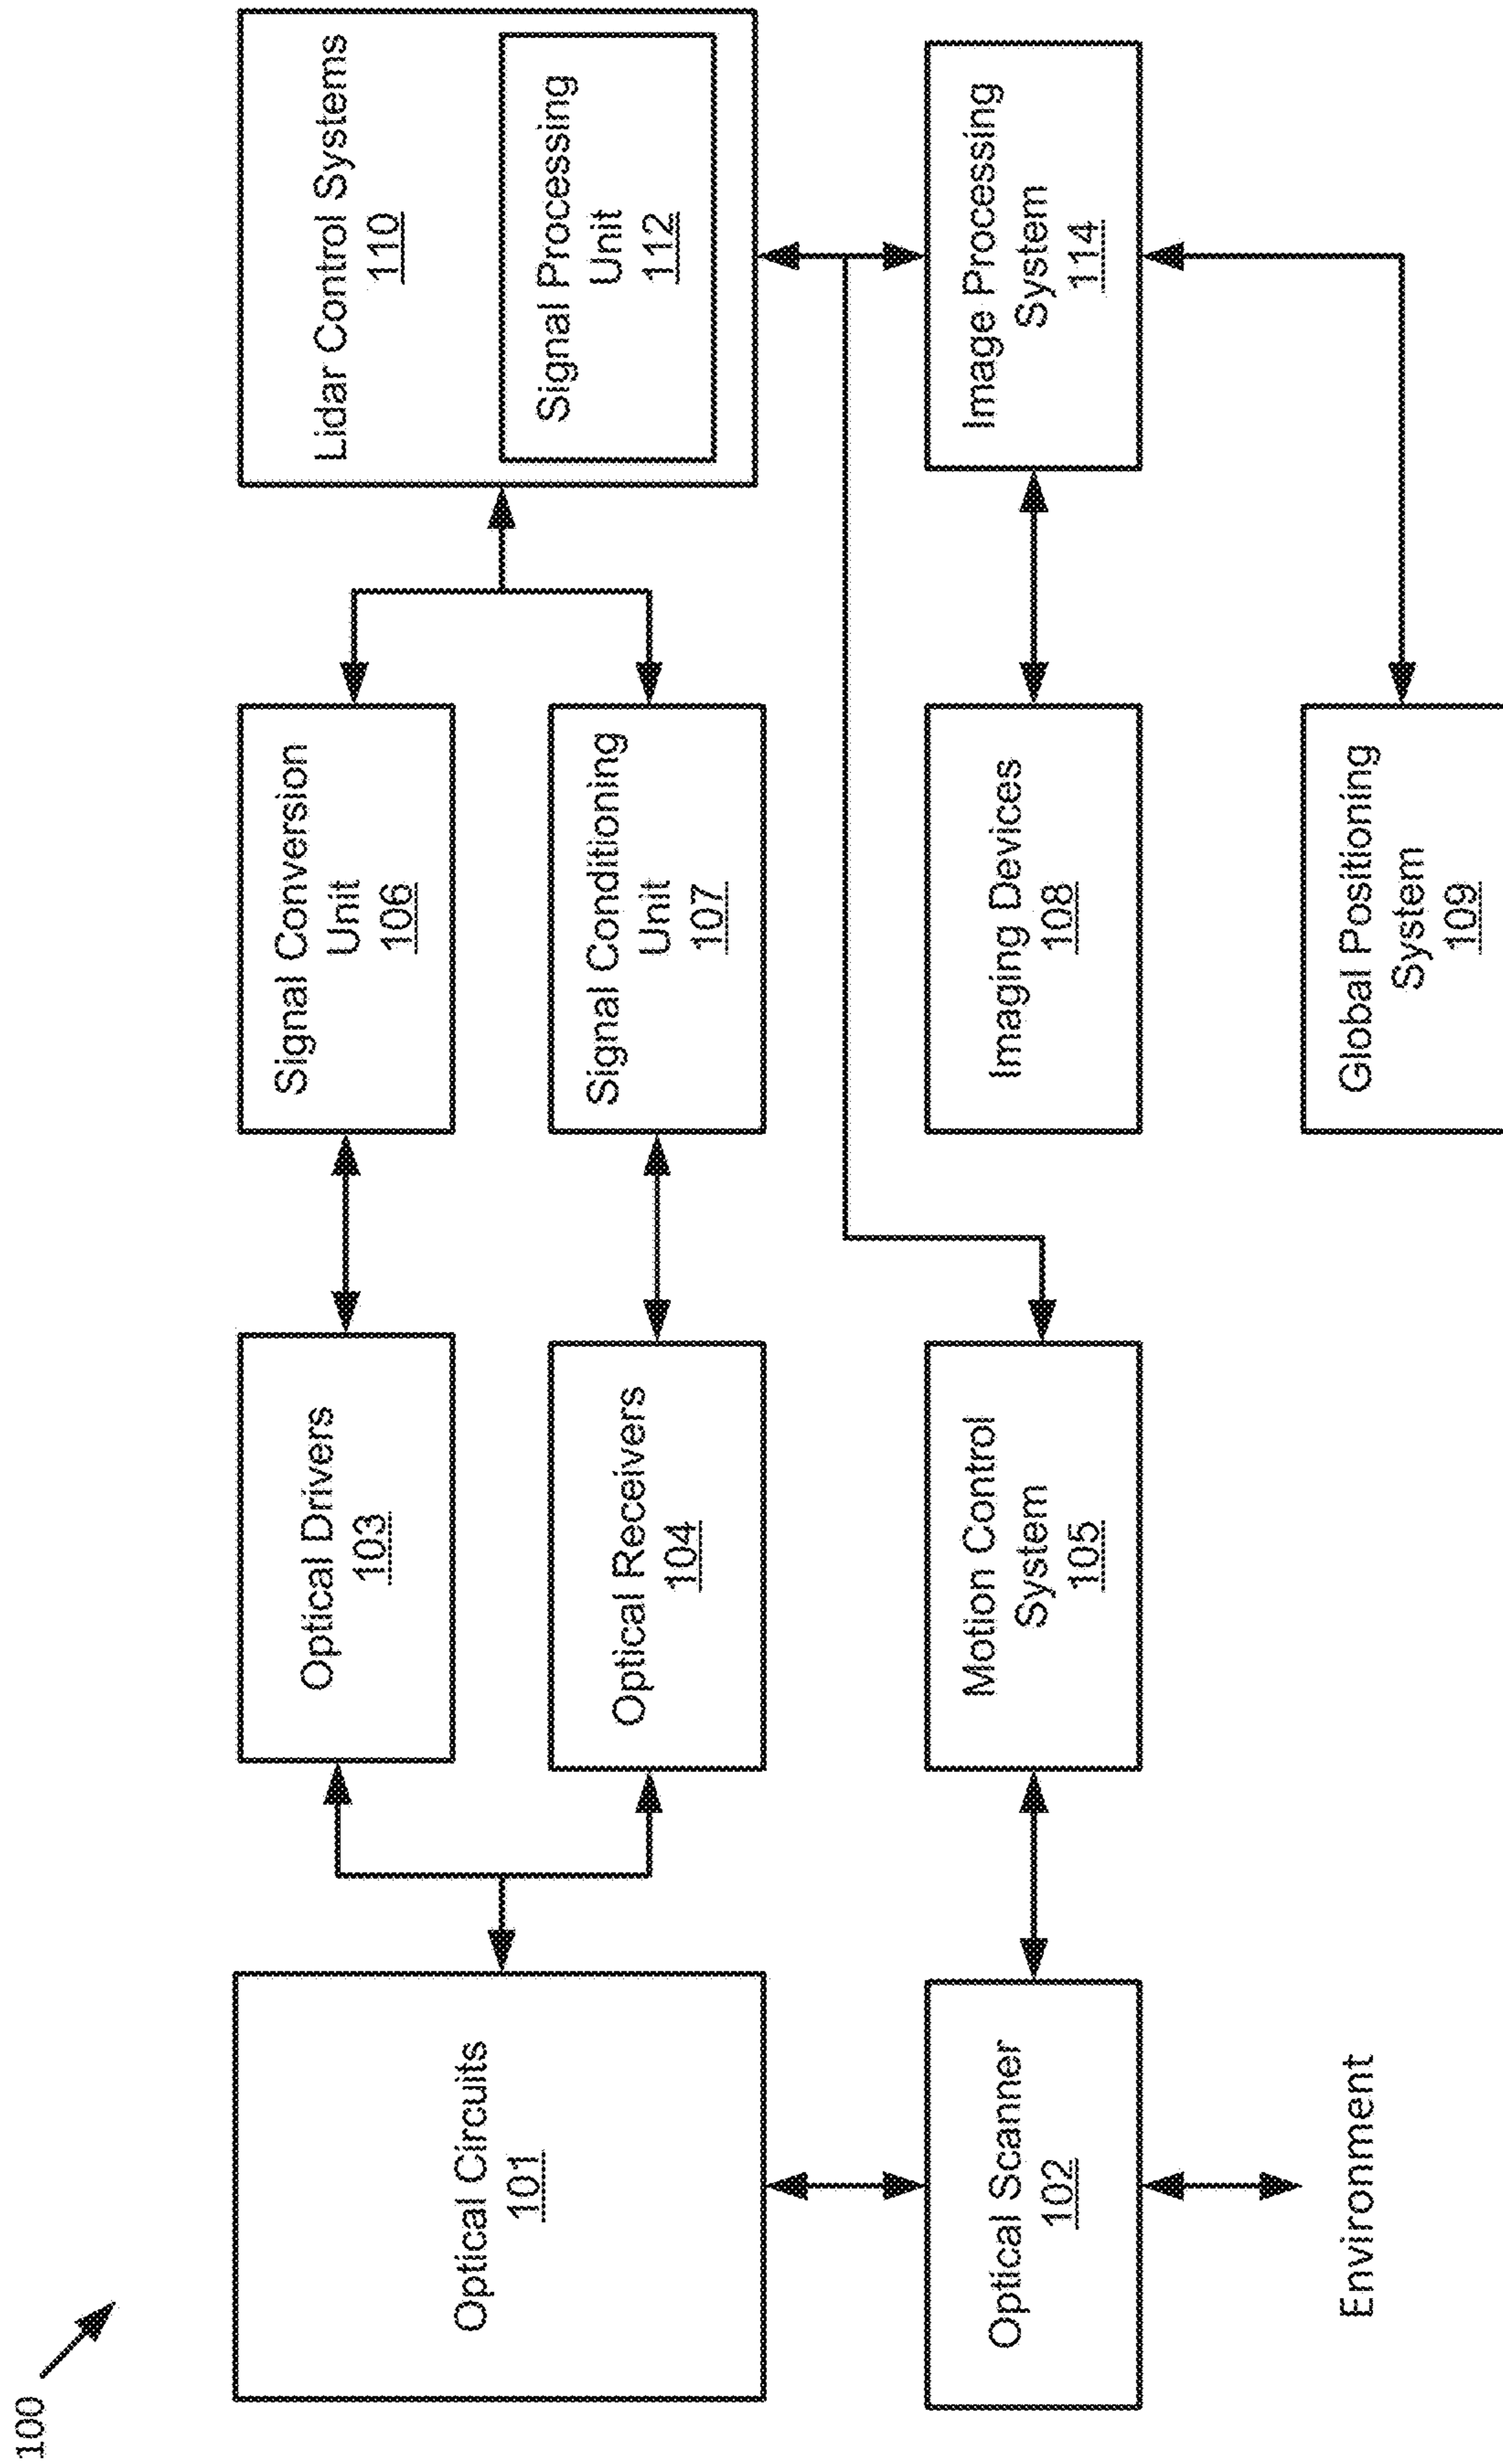 100
Optical Circuits
101
Optical Drivers
103
Signal Conversion
Unit
106
Lidar Control Systems
110
Signal Processing
Unit
112
Optical Receivers
104
Signal Conditioning
Unit
107
Optical Scanner
102
Motion Control
System
105
Imaging Devices
108
Image Processing
System
114
Environment
Global Positioning
System
109